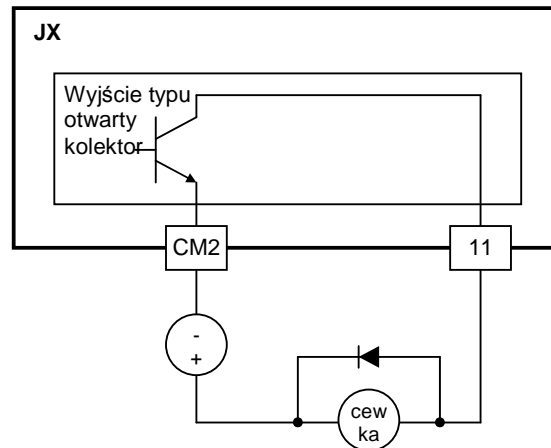 JX
Wyjście typu
otwarty
kolektor
CM2
11
-
+
cew
ka